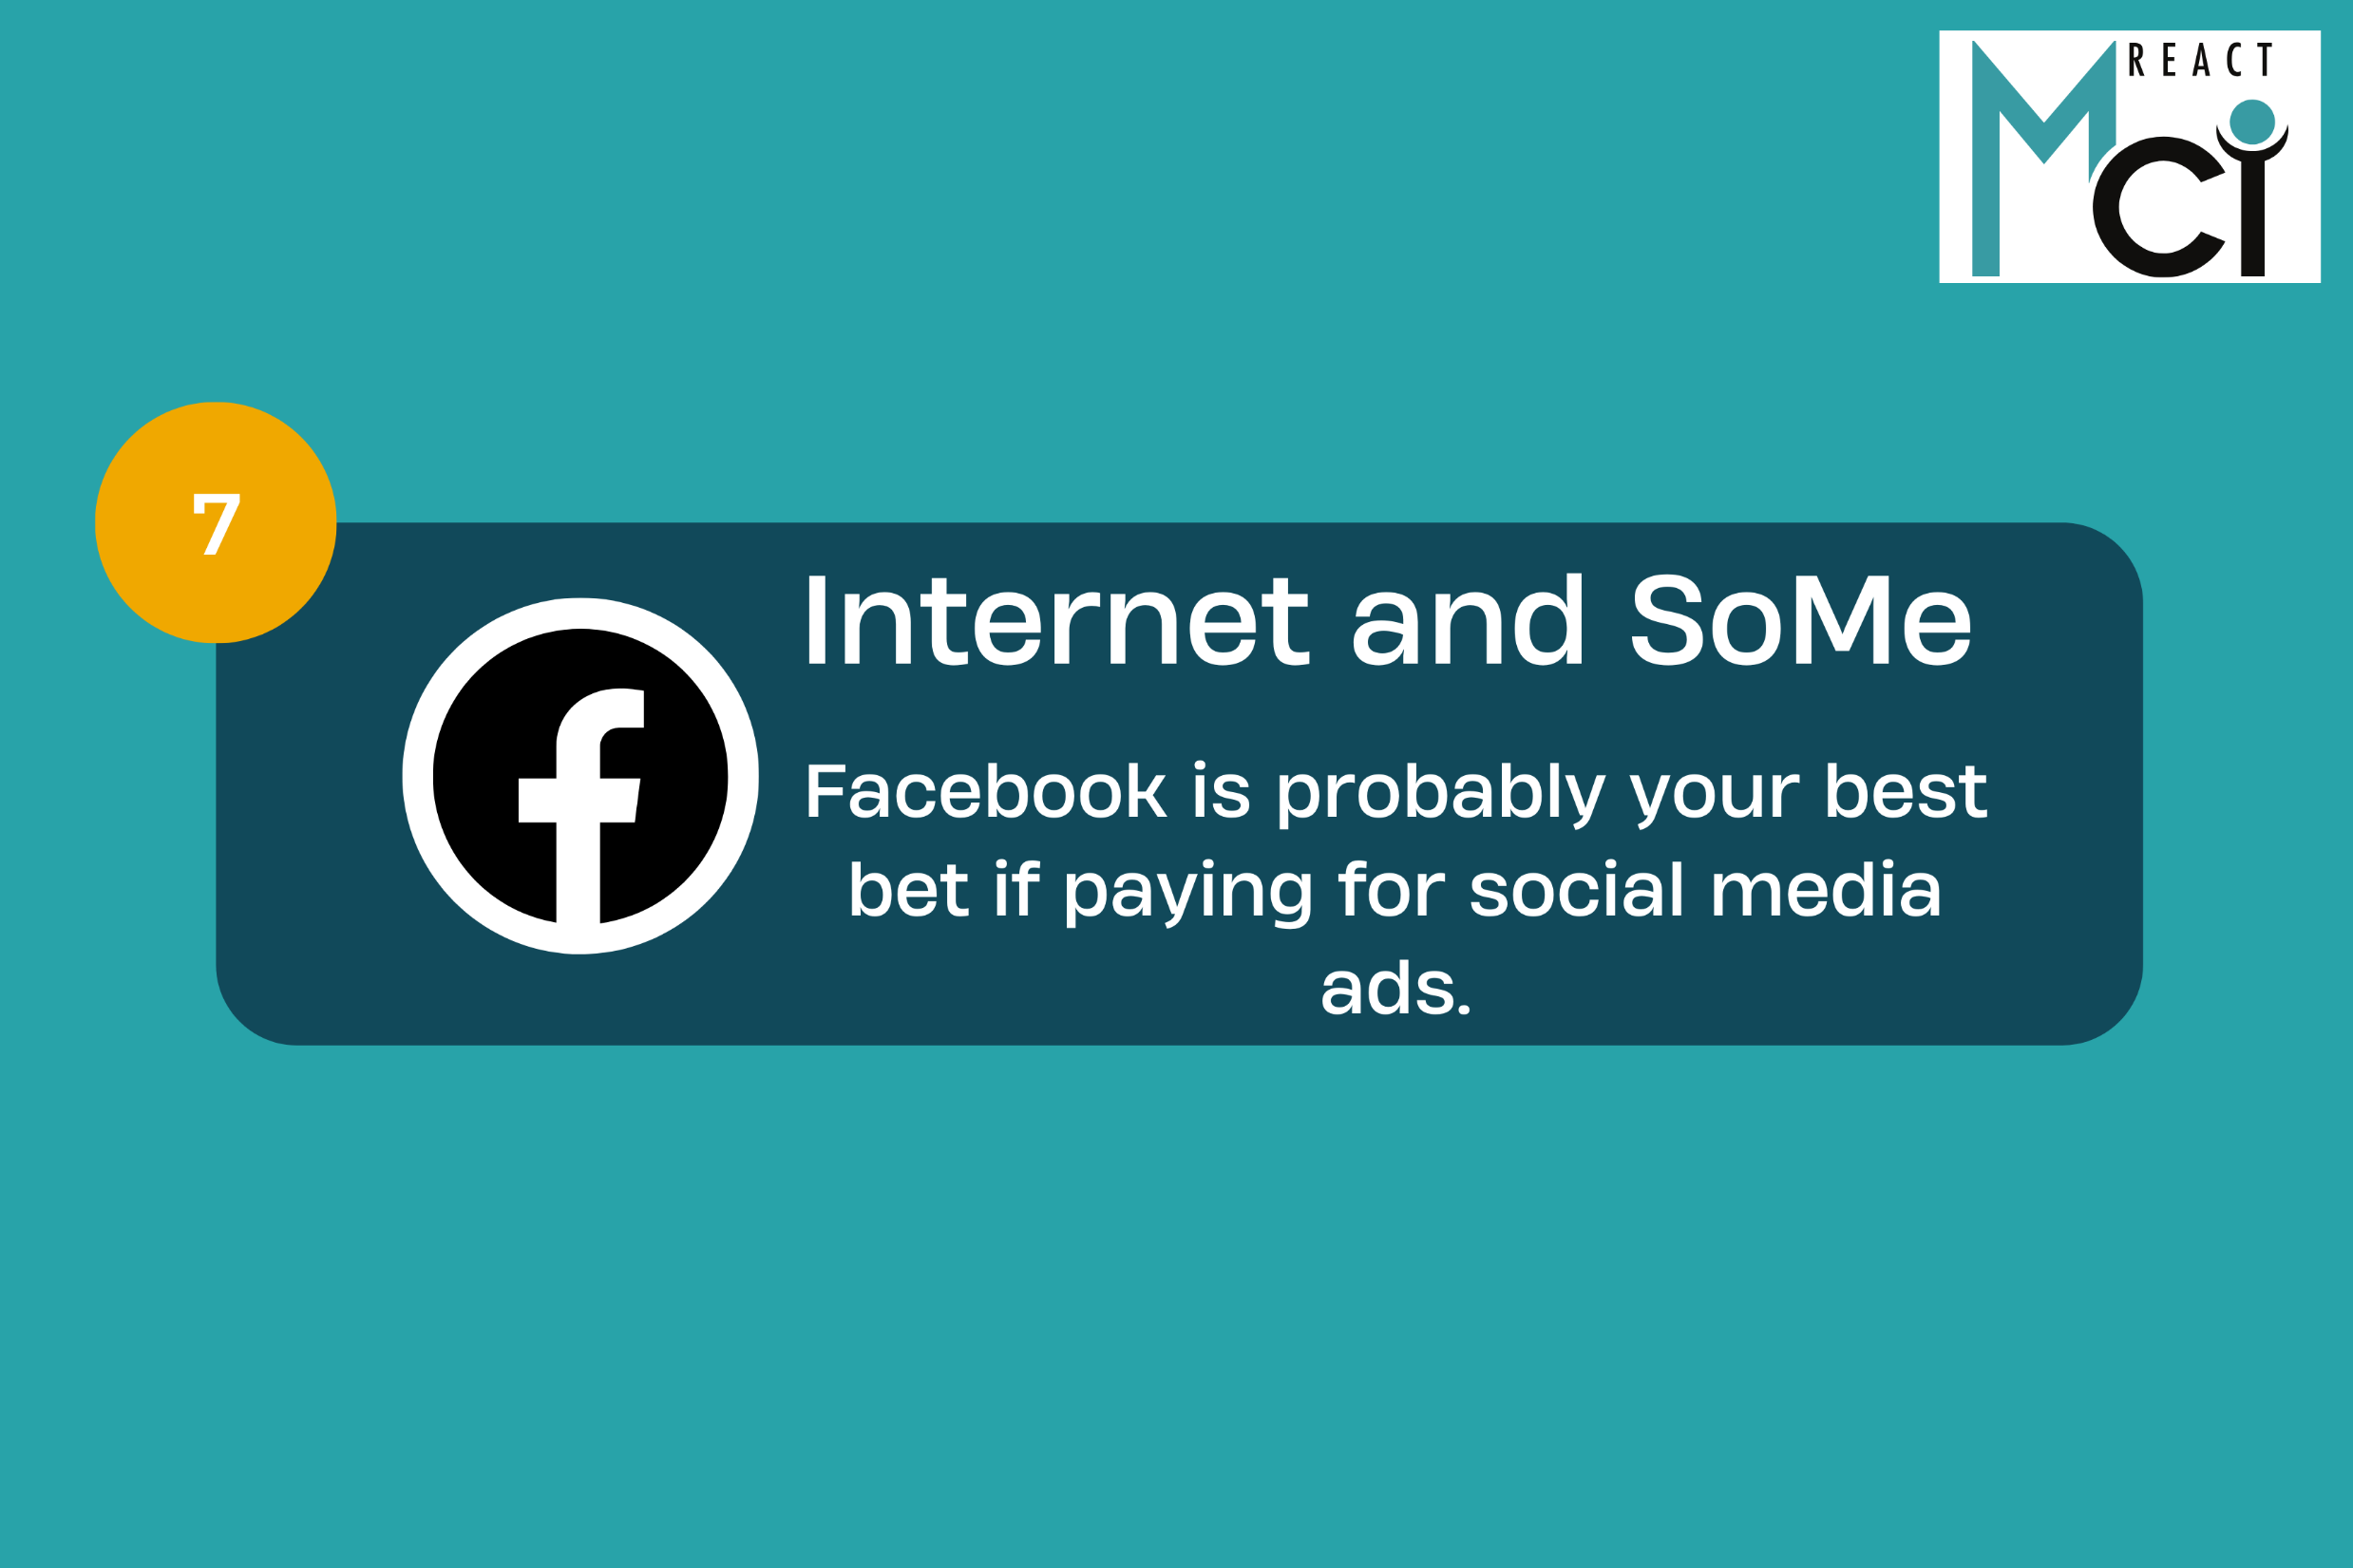 REACT
Mci
7
Internet and SoMe
Facebook is probably your best
bet if paying for social media
ads.